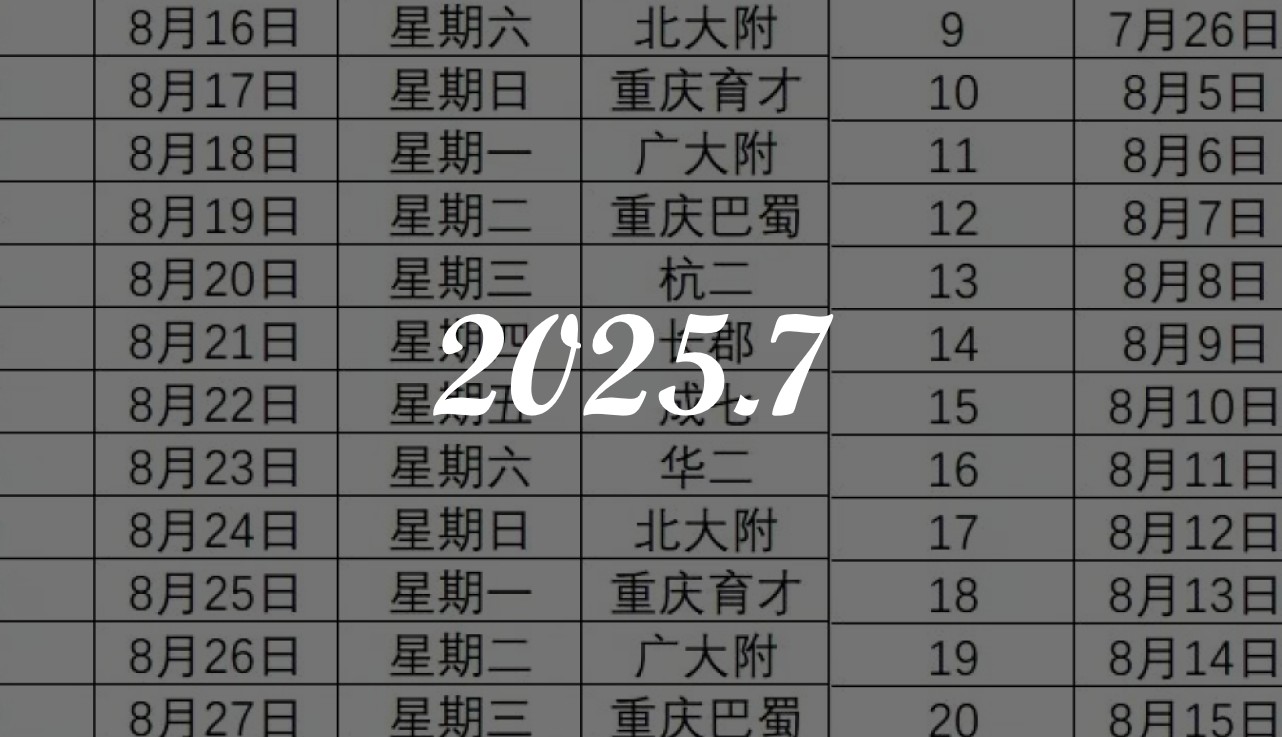 8月16日 星期六 北大附 9 7月26日
8月17日 星期日 重庆育才 10 8月5日
8月18日 星期一 广大附 11 8月6日
8月19日 星期二 重庆巴蜀 12 8月7日
8月20日 星期三 杭二 13 8月8日
8月21日 星期四 长郡 14 8月9日
2025.7
8月22日 星期五 成七 15 8月10日
8月23日 星期六 华二 16 8月11日
8月24日 星期日 北大附 17 8月12日
8月25日 星期一 重庆育才 18 8月13日
8月26日 星期二 广大附 19 8月14日
8月27日 星期三 重庆巴蜀 20 8月15日